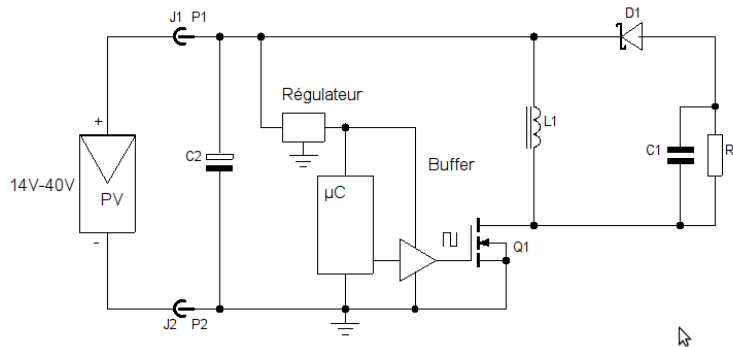 J1 P1
D1
Régulateur
+
L1
C2
C1
R
Buffer
14V-40V
PV
µC
Q1
-
J2 P2